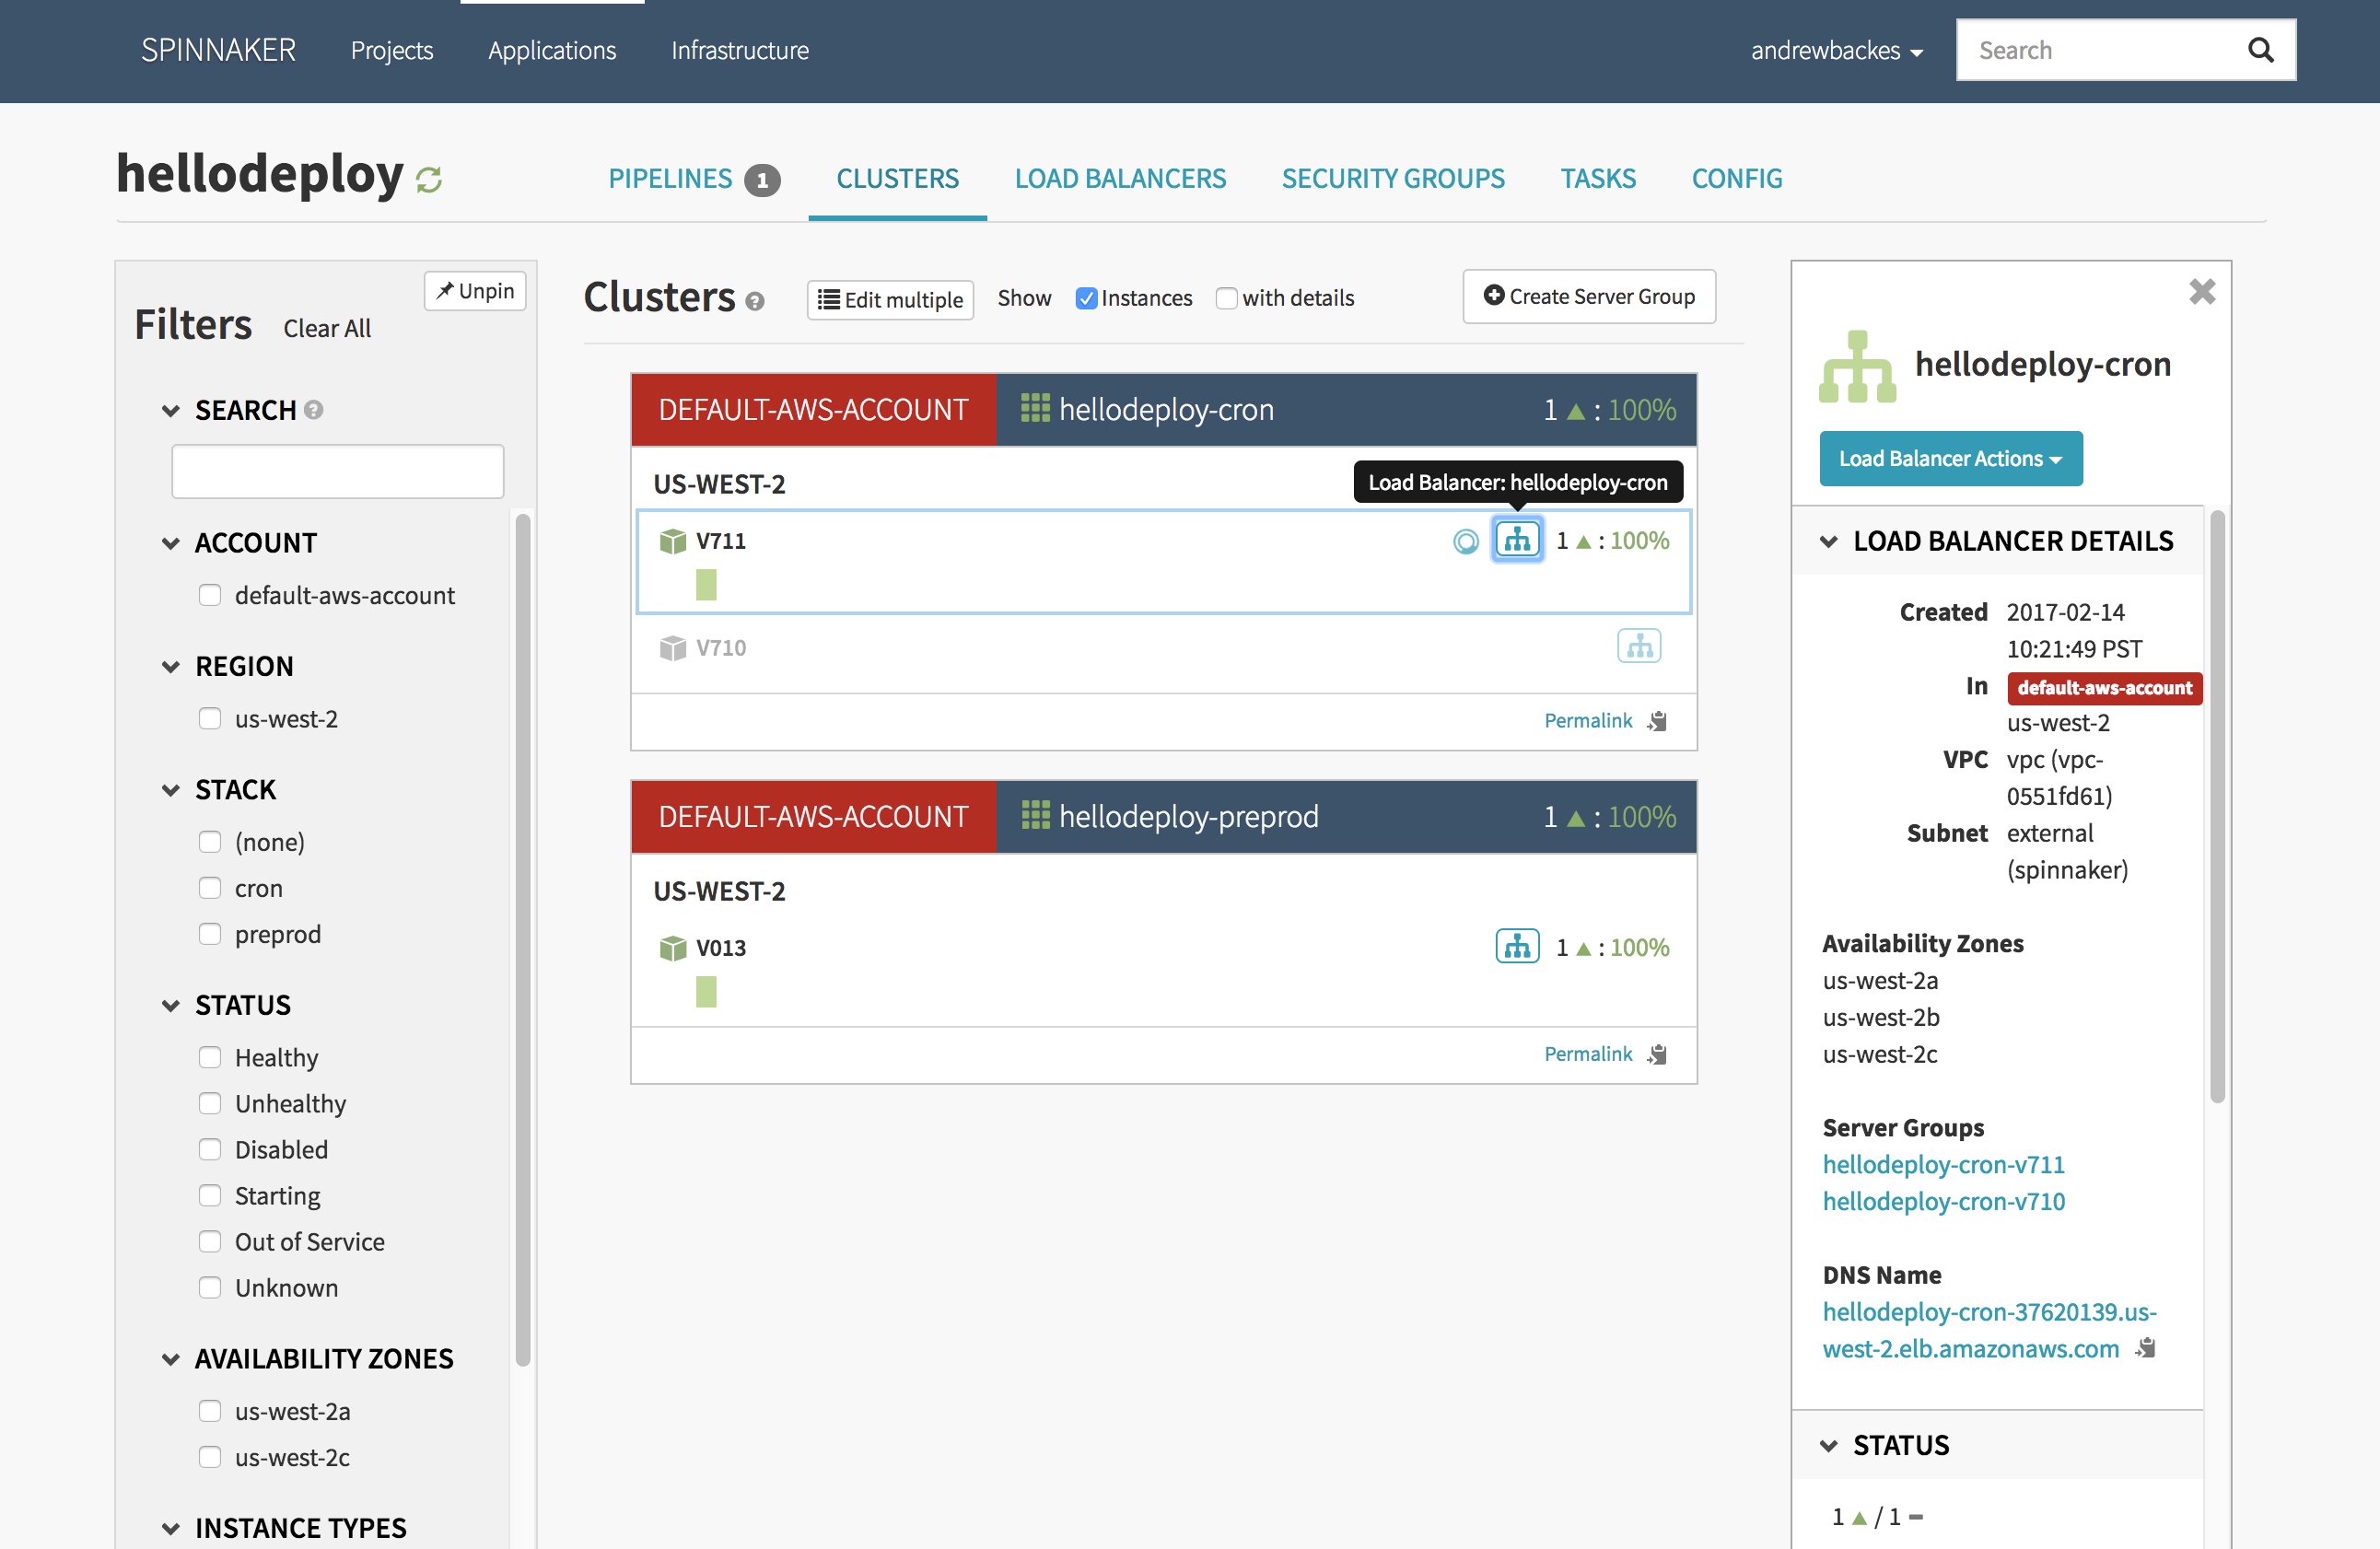 SPINNAKER Projects Applications Infrastructure andrewbackes Search
hellodeploy PIPELINES 1 CLUSTERS LOAD BALANCERS SECURITY GROUPS TASKS CONFIG
Unpin
Filters Clear All
SEARCH ?
ACCOUNT
default-aws-account
REGION
us-west-2
STACK
(none)
cron
preprod
STATUS
Healthy
Unhealthy
Disabled
Starting
Out of Service
Unknown
AVAILABILITY ZONES
us-west-2a
us-west-2c
INSTANCE TYPES
Clusters ? Edit multiple Show Instances with details Create Server Group
DEFAULT-AWS-ACCOUNT hellodeploy-cron 1 ▲ : 100%
US-WEST-2
Load Balancer: hellodeploy-cron
V711 1 ▲ : 100%
V710
Permalink
DEFAULT-AWS-ACCOUNT hellodeploy-preprod 1 ▲ : 100%
US-WEST-2
V013 1 ▲ : 100%
Permalink
hellodeploy-cron
Load Balancer Actions
LOAD BALANCER DETAILS
Created 2017-02-14
10:21:49 PST
In default-aws-account
us-west-2
VPC vpc (vpc-
0551fd61)
Subnet external
(spinnaker)
Availability Zones
us-west-2a
us-west-2b
us-west-2c
Server Groups
hellodeploy-cron-v711
hellodeploy-cron-v710
DNS Name
hellodeploy-cron-37620139.us-
west-2.elb.amazonaws.com
STATUS
1 ▲ / 1 –